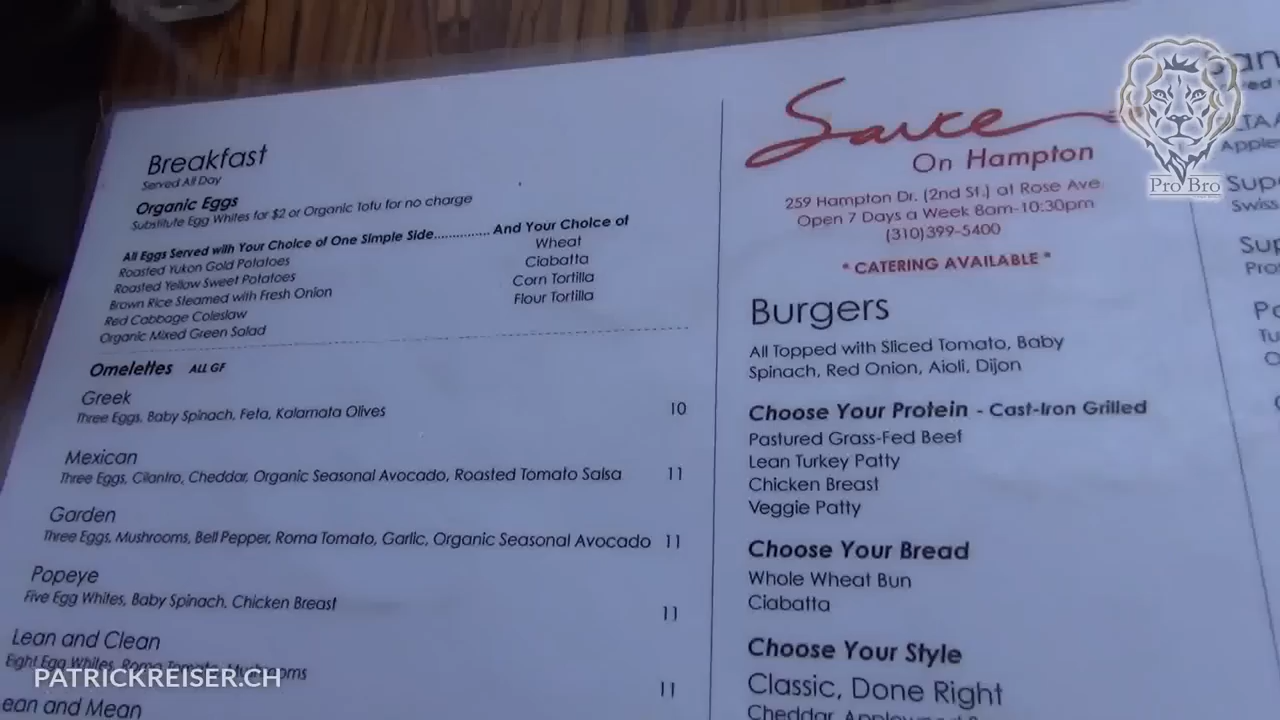 Breakfast
Served All Day
Organic Eggs
Substitute Egg Whites for $2 or Organic Tofu for no charge
All Eggs Served with Your Choice of One Simple Side.............. And Your Choice of
Roasted Yukon Gold Potatoes
Wheat
Roasted Yellow Sweet Potatoes
Ciabatta
Brown Rice Steamed with Fresh Onion
Corn Tortilla
Red Cabbage Coleslaw
Flour Tortilla
Organic Mixed Green Salad
Omelettes ALL GF
Greek
Three Eggs, Baby Spinach, Feta, Kalamata Olives 10
Mexican
Three Eggs, Cilantro, Cheddar, Organic Seasonal Avocado, Roasted Tomato Salsa 11
Garden
Three Eggs, Mushrooms, Bell Pepper, Roma Tomato, Garlic, Organic Seasonal Avocado 11
Popeye
Five Egg Whites, Baby Spinach, Chicken Breast 11
Lean and Clean
Eight Egg Whites, Roma Tomato, Mushrooms 11
ean and Mean
Sauce
On Hampton
259 Hampton Dr. (2nd St.) at Rose Ave.
Open 7 Days a Week 8am-10:30pm
(310)399-5400
* CATERING AVAILABLE *
Burgers
All Topped with Sliced Tomato, Baby
Spinach, Red Onion, Aioli, Dijon
Choose Your Protein - Cast-Iron Grilled
Pastured Grass-Fed Beef
Lean Turkey Patty
Chicken Breast
Veggie Patty
Choose Your Bread
Whole Wheat Bun
Ciabatta
Choose Your Style
Classic, Done Right
Cheddar,
Swiss
Pro Bro
PATRICKREISER.CH